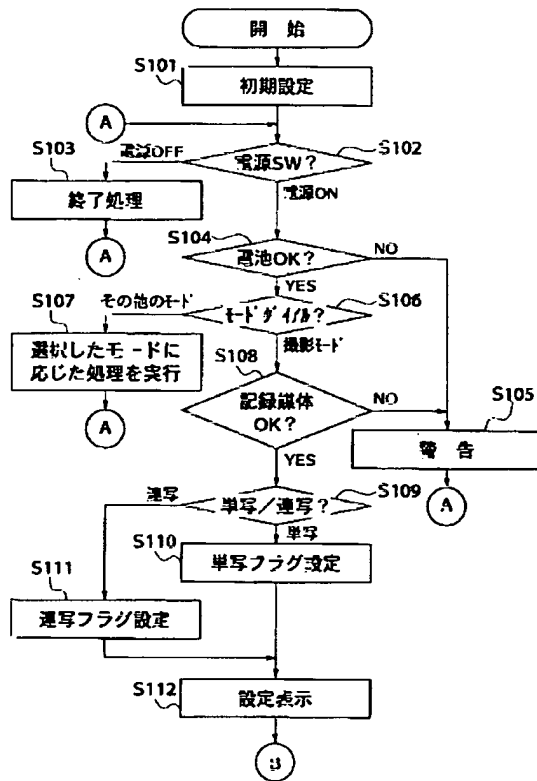 開 始
S101
初期設定
A
S103
電源OFF
電源SW?
S102
終了処理
電源ON
A
S104
電池OK?
NO
YES
S107
その他のモード
モードダイアル?
S106
選択したモードに
応じた処理を実行
撮影モード
S108
A
記録媒体
OK?
NO
S105
警 告
YES
A
連写
単写/連写?
S109
単写
S110
単写フラグ設定
S111
連写フラグ設定
S112
設定表示
B